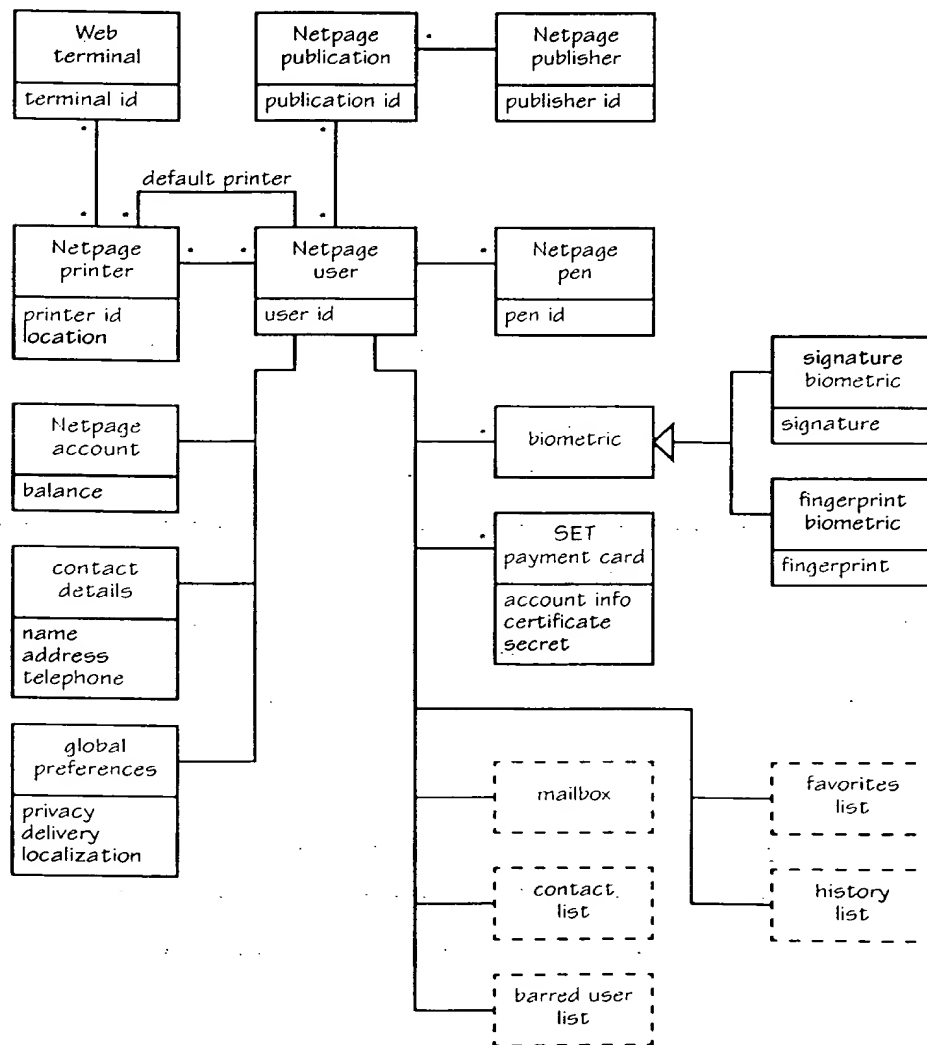 Web
terminal
terminal id
Netpage
publication
publication id
Netpage
publisher
publisher id
default printer
Netpage
printer
printer id
location
Netpage
user
user id
Netpage
pen
pen id
Netpage
account
balance
biometric
signature
biometric
signature
fingerprint
biometric
fingerprint
SET
payment card
account info
certificate
secret
contact
details
name
address
telephone
global
preferences
privacy
delivery
localization
mailbox
favorites
list
contact
list
history
list
barred user
list